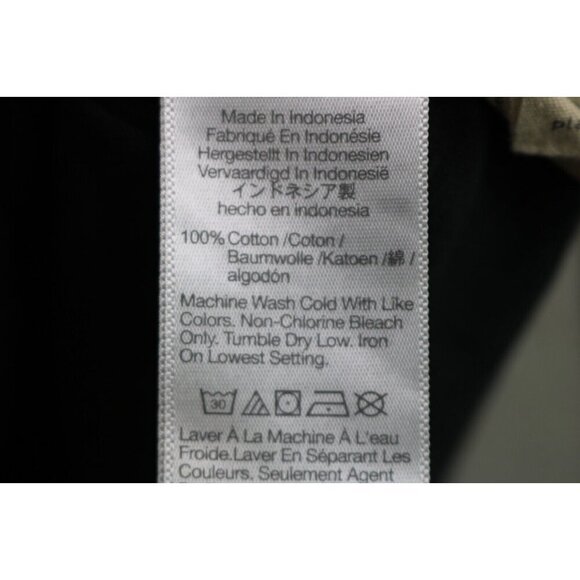 Made In Indonesia
Fabriqué En Indonésie
Hergestellt In Indonesien
Vervaardigd In Indonesië
インドネシア製
hecho en indonesia
100% Cotton /Coton /
Baumwolle /Katoen /綿 /
algodón
Machine Wash Cold With Like
Colors. Non-Chlorine Bleach
Only. Tumble Dry Low. Iron
On Lowest Setting.
30
Laver À La Machine À L'eau
Froide.Laver En Séparant Les
Couleurs. Seulement Agent